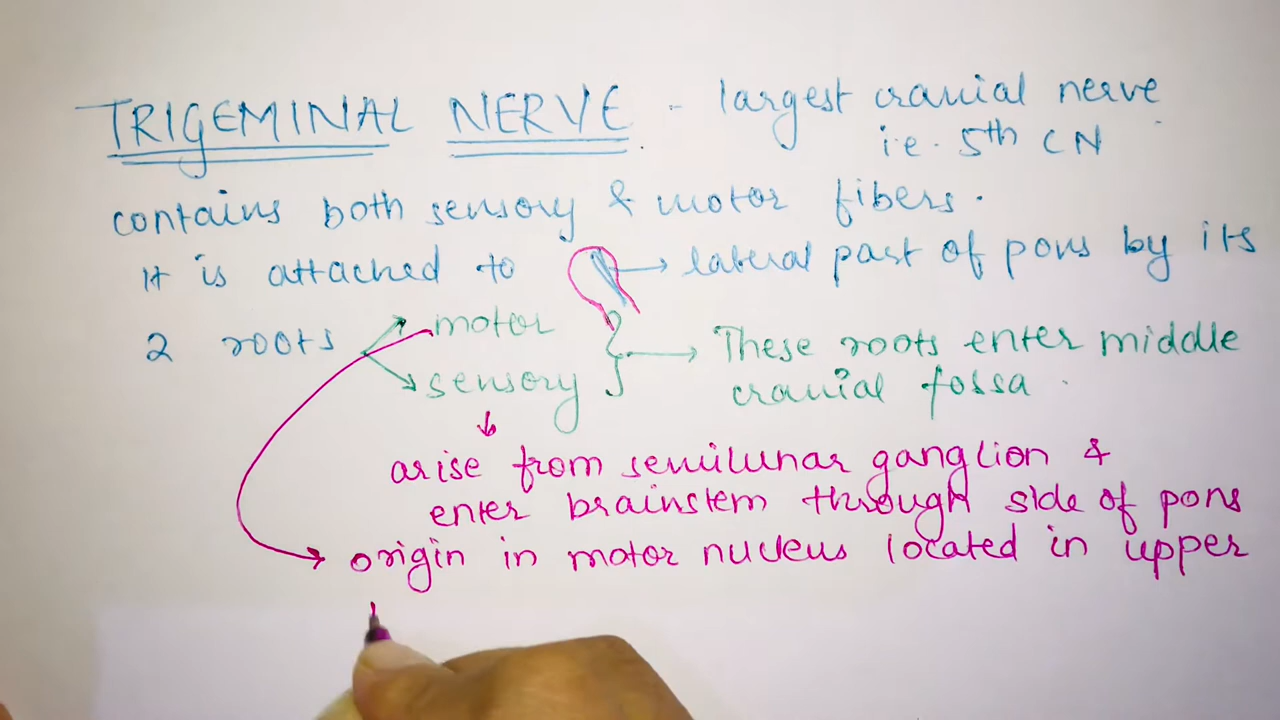 TRIGEMINAL NERVE - largest cranial nerve
i.e. 5th CN
contains both sensory & motor fibers.
It is attached to → lateral part of pons by its
2 roots motor
sensory
→ These roots enter middle
cranial fossa
arise from semilunar ganglion &
enter brainstem through side of pons
origin in motor nucleus located in upper